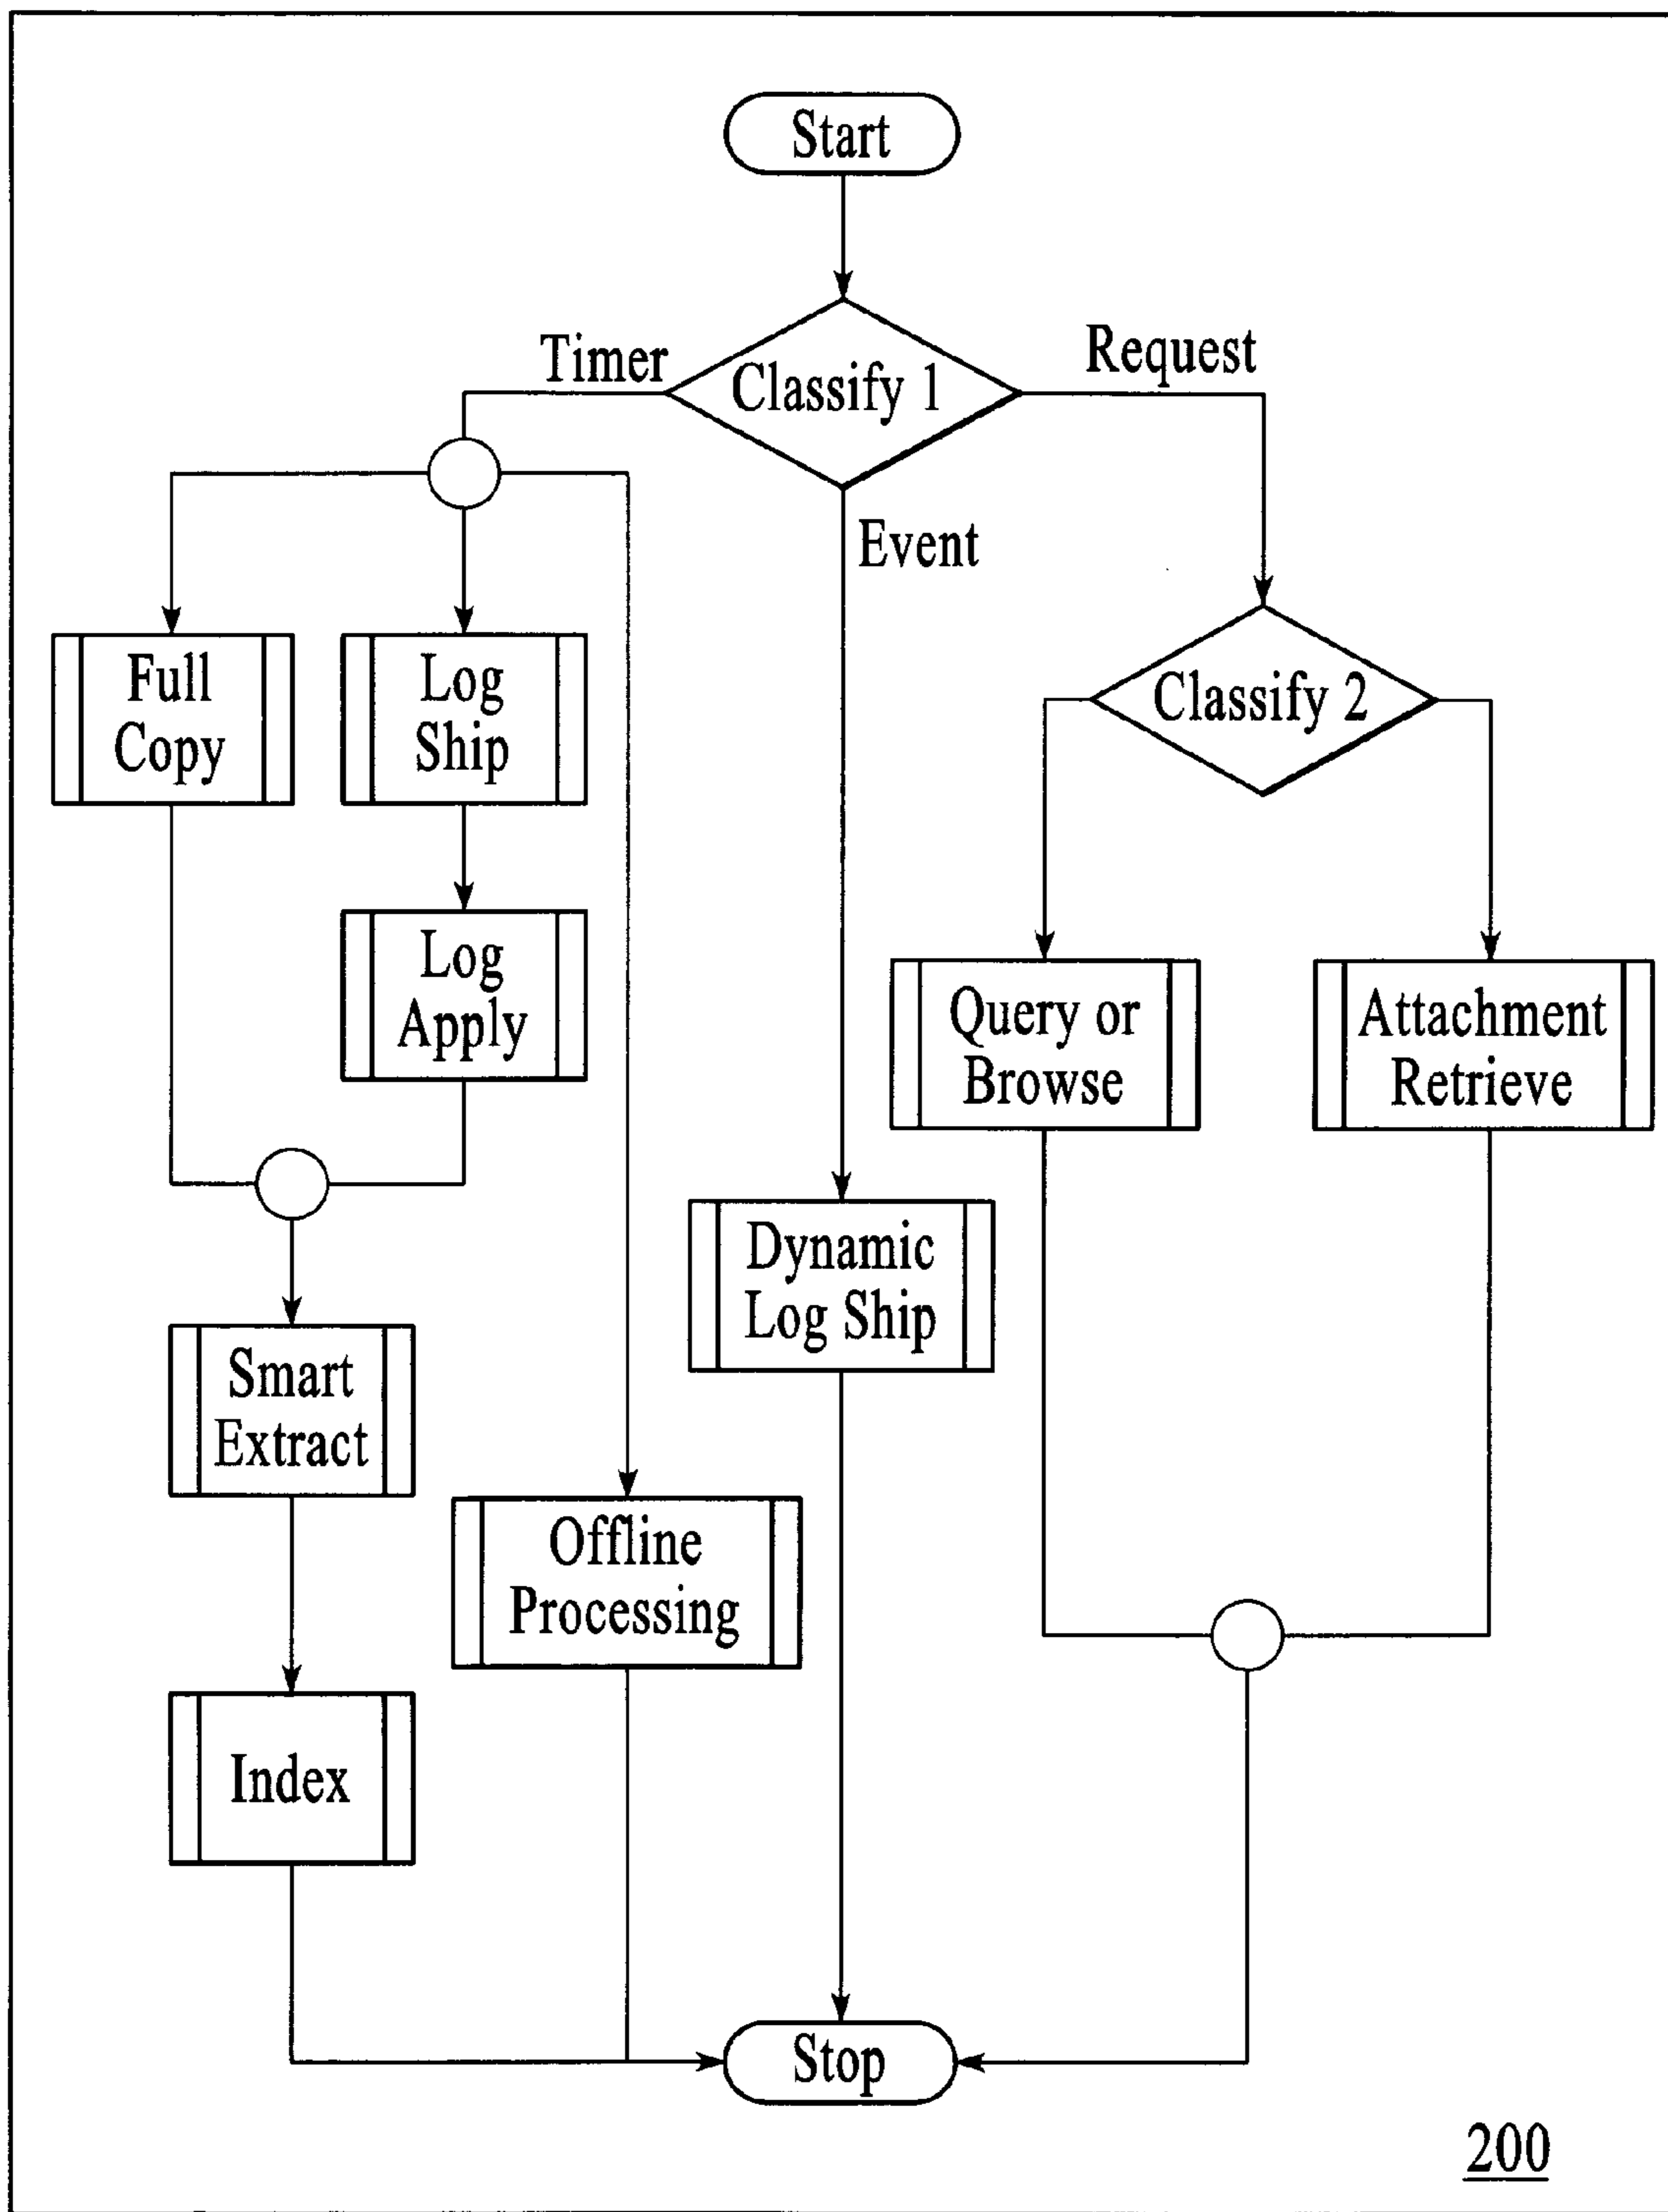 Start
Timer
Classify 1
Request
Event
Full
Copy
Log
Ship
Classify 2
Log
Apply
Query or
Browse
Attachment
Retrieve
Dynamic
Log Ship
Smart
Extract
Offline
Processing
Index
Stop
200